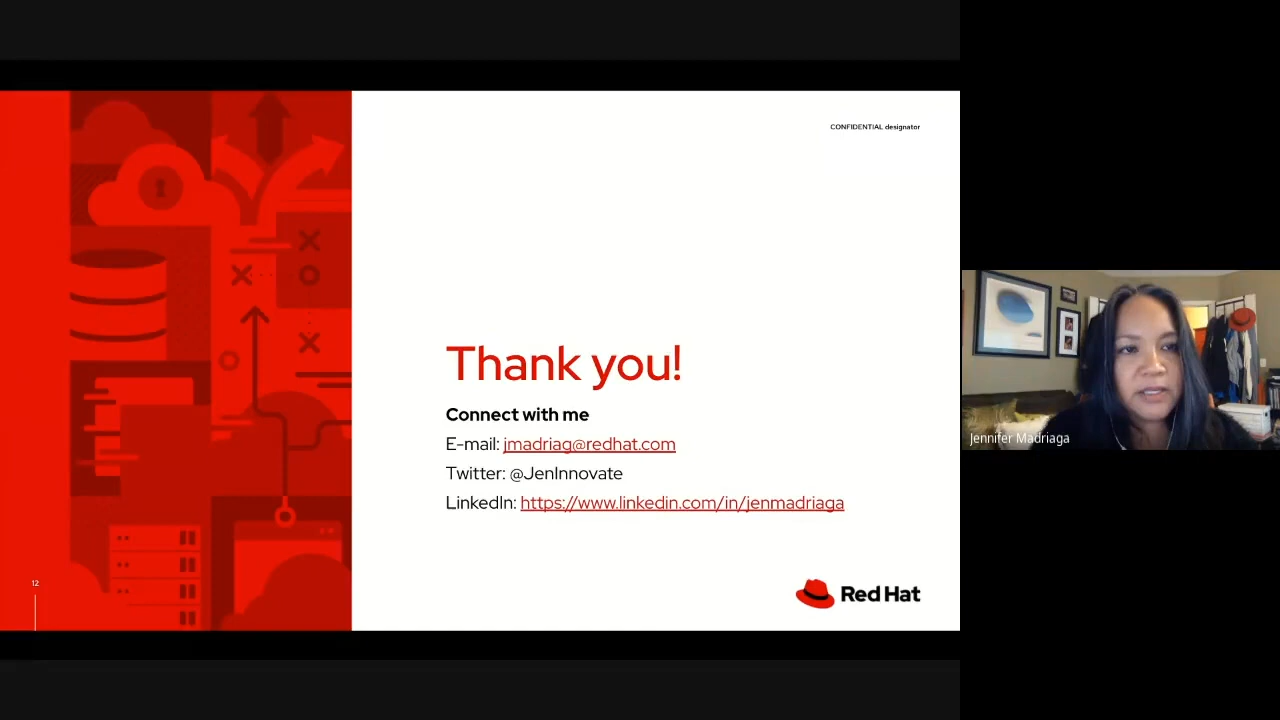 CONFIDENTIAL designator
Thank you!
Connect with me
E-mail: jmadriag@redhat.com
Twitter: @JenInnovate
LinkedIn: https://www.linkedin.com/in/jenmadriaga
12
Red Hat
Jennifer Madriaga